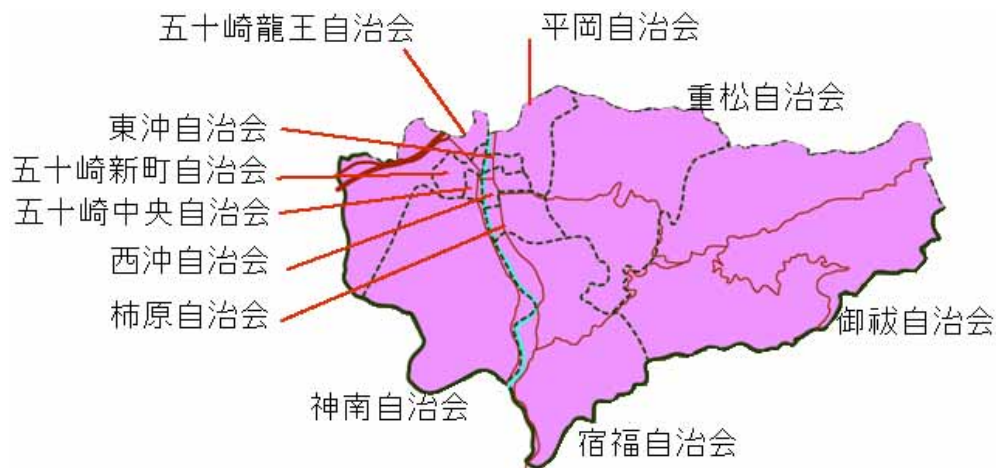 五十崎龍王自治会
平岡自治会
重松自治会
東沖自治会
五十崎新町自治会
五十崎中央自治会
西沖自治会
柿原自治会
御祓自治会
神南自治会
宿福自治会